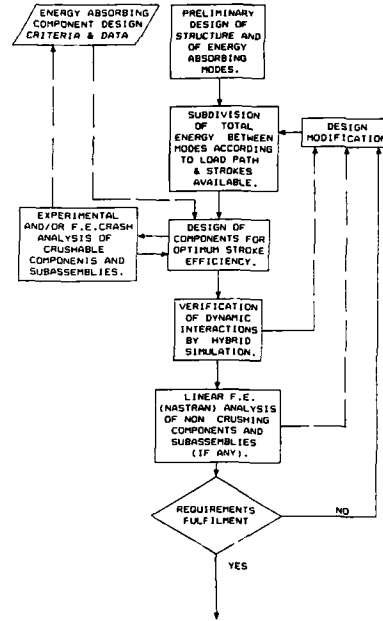 ENERGY ABSORBING
COMPONENT DESIGN
CRITERIA & DATA
PRELIMINARY
DESIGN OF
STRUCTURE AND
OF ENERGY
ABSORBING
MODES.
SUBDIVISION
OF TOTAL
ENERGY BETWEEN
MODES ACCORDING
TO LOAD PATH
& STROKES
AVAILABLE.
DESIGN
MODIFICATION
EXPERIMENTAL
AND/OR F.E.CRASH
ANALYSIS OF
CRUSHABLE
COMPONENTS AND
SUBASSEMBLIES.
DESIGN OF
COMPONENTS FOR
OPTIMUM STROKE
EFFICIENCY.
VERIFICATION
OF DYNAMIC
INTERACTIONS
BY HYBRID
SIMULATION.
LINEAR F.E.
(NASTRAN) ANALYSIS
OF NON CRUSHING
COMPONENTS AND
SUBASSEMBLIES
(IF ANY).
REQUIREMENTS
FULFILMENT
NO
YES